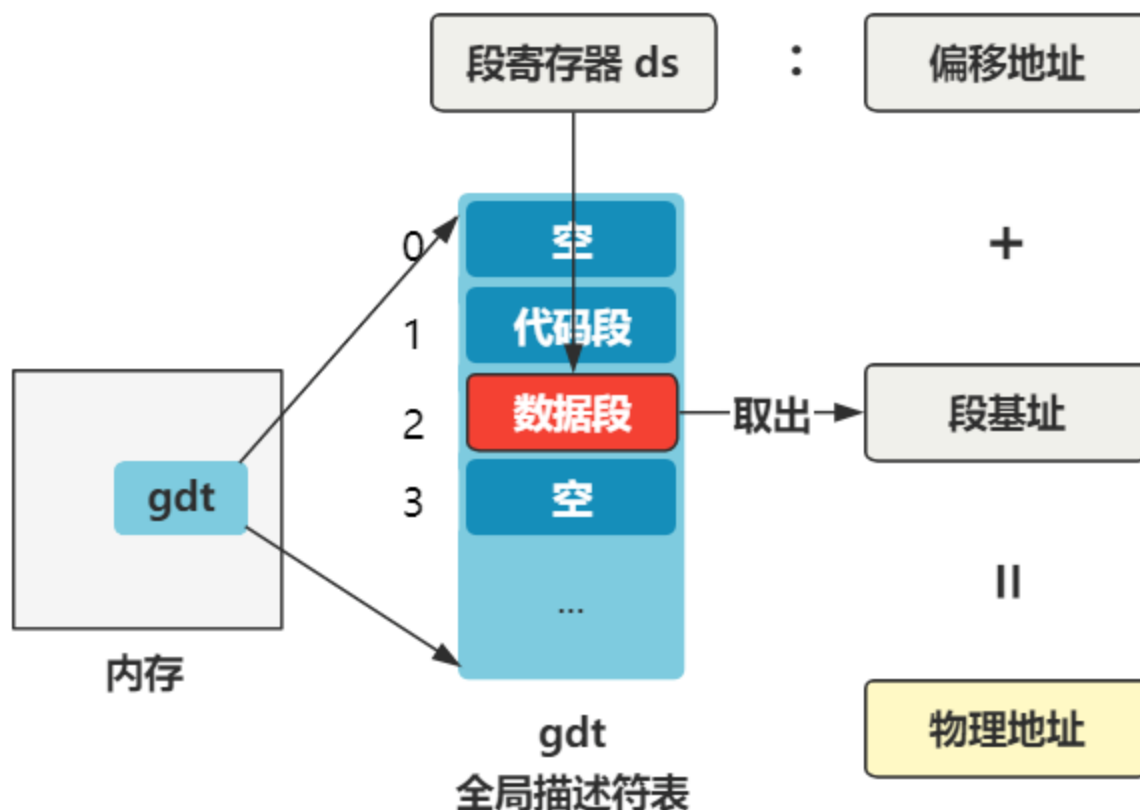 段寄存器 ds : 偏移地址
0 空 +
1 代码段
2 数据段 取出 段基址
gdt
3 空
... =
内存
物理地址
gdt
全局描述符表